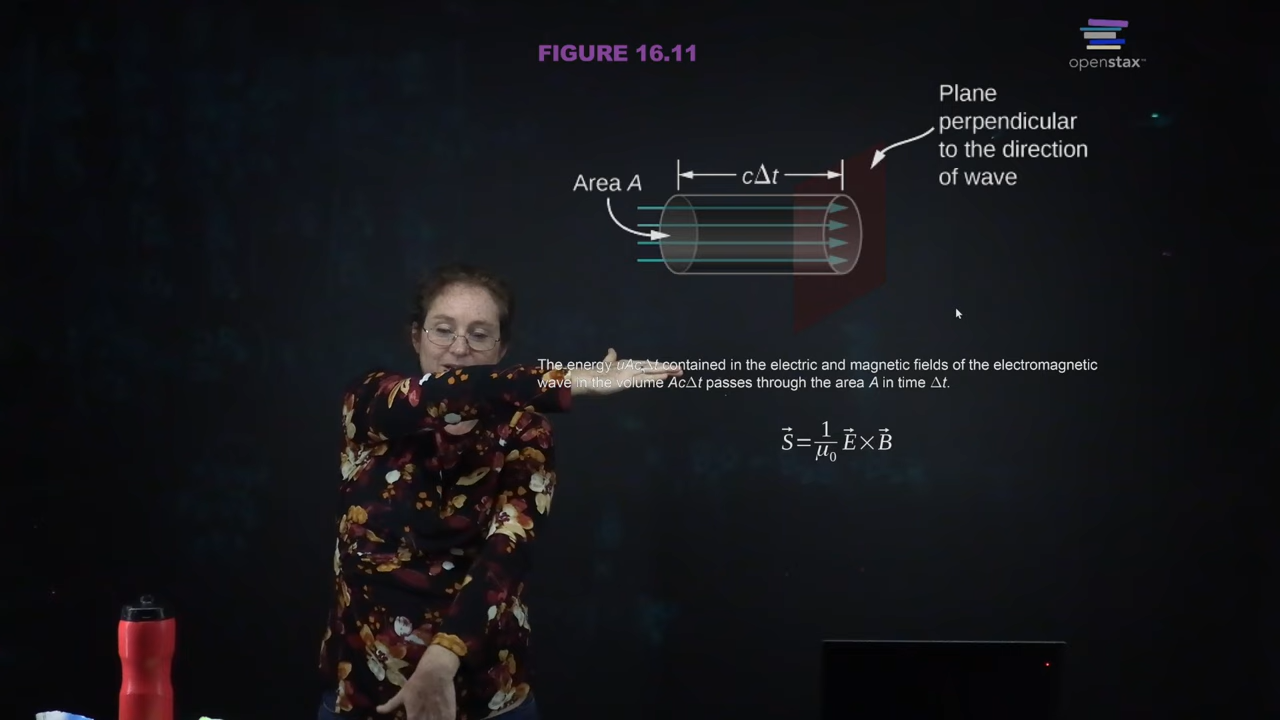 FIGURE 16.11
openstax™
Plane
perpendicular
to the direction
of wave
cΔt
Area A
The energy uAcΔt contained in the electric and magnetic fields of the electromagnetic
wave in the volume AcΔt passes through the area A in time Δt.
S⃗=1/μ₀ E⃗×B⃗